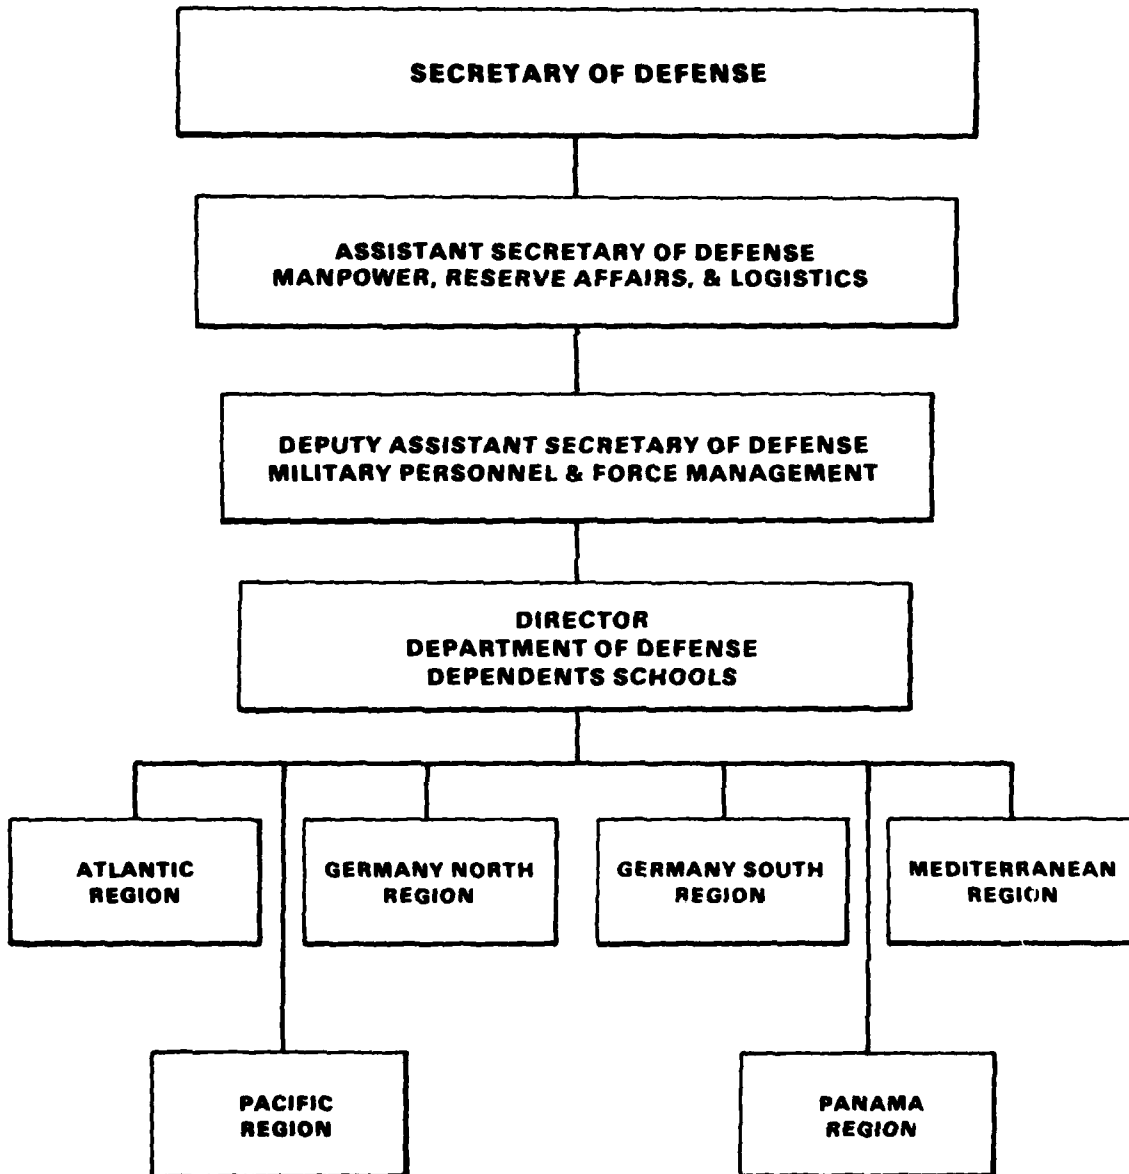 SECRETARY OF DEFENSE
ASSISTANT SECRETARY OF DEFENSE
MANPOWER, RESERVE AFFAIRS, & LOGISTICS
DEPUTY ASSISTANT SECRETARY OF DEFENSE
MILITARY PERSONNEL & FORCE MANAGEMENT
DIRECTOR
DEPARTMENT OF DEFENSE
DEPENDENTS SCHOOLS
ATLANTIC
REGION
GERMANY NORTH
REGION
GERMANY SOUTH
REGION
MEDITERRANEAN
REGION
PACIFIC
REGION
PANAMA
REGION